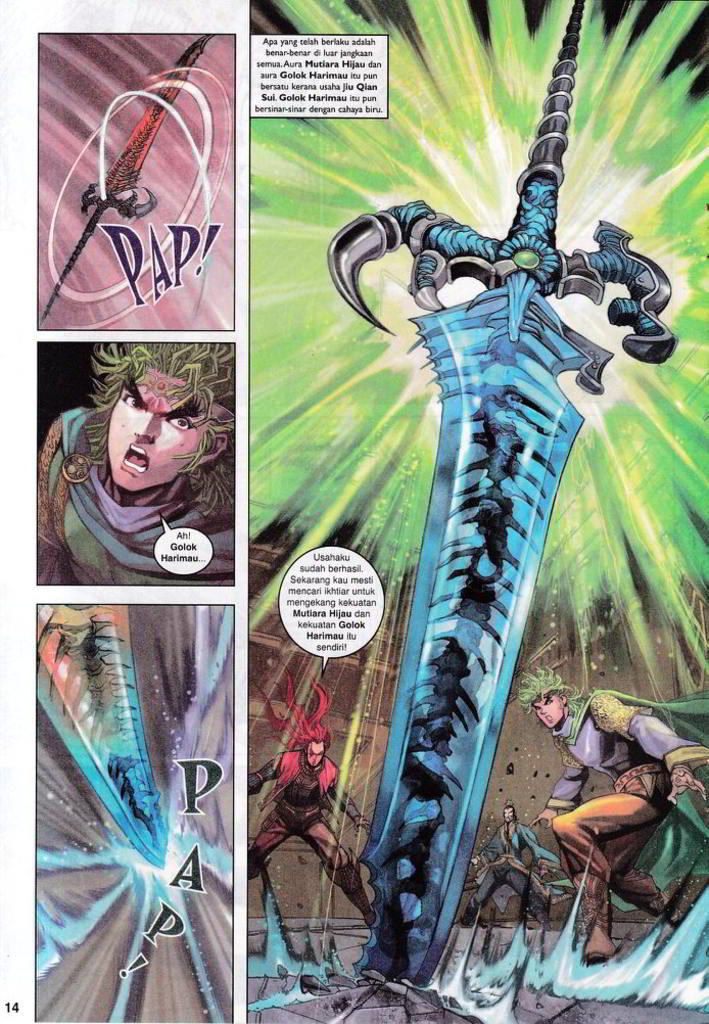 PAP!
Apa yang telah berlaku adalah
benar-benar di luar jangkaan
semua. Aura Mutiara Hijau dan
aura Golok Harimau itu pun
bersatu kerana usaha Jiu Qian
Sui. Golok Harimau itu pun
bersinar-sinar dengan cahaya biru.
Ah!
Golok
Harimau...
PAP!
Usahaku
sudah berhasil.
Sekarang kau mesti
mencari ikhtiar untuk
mengekang kekuatan
Mutiara Hijau dan
kekuatan Golok
Harimau itu
sendiri!
14